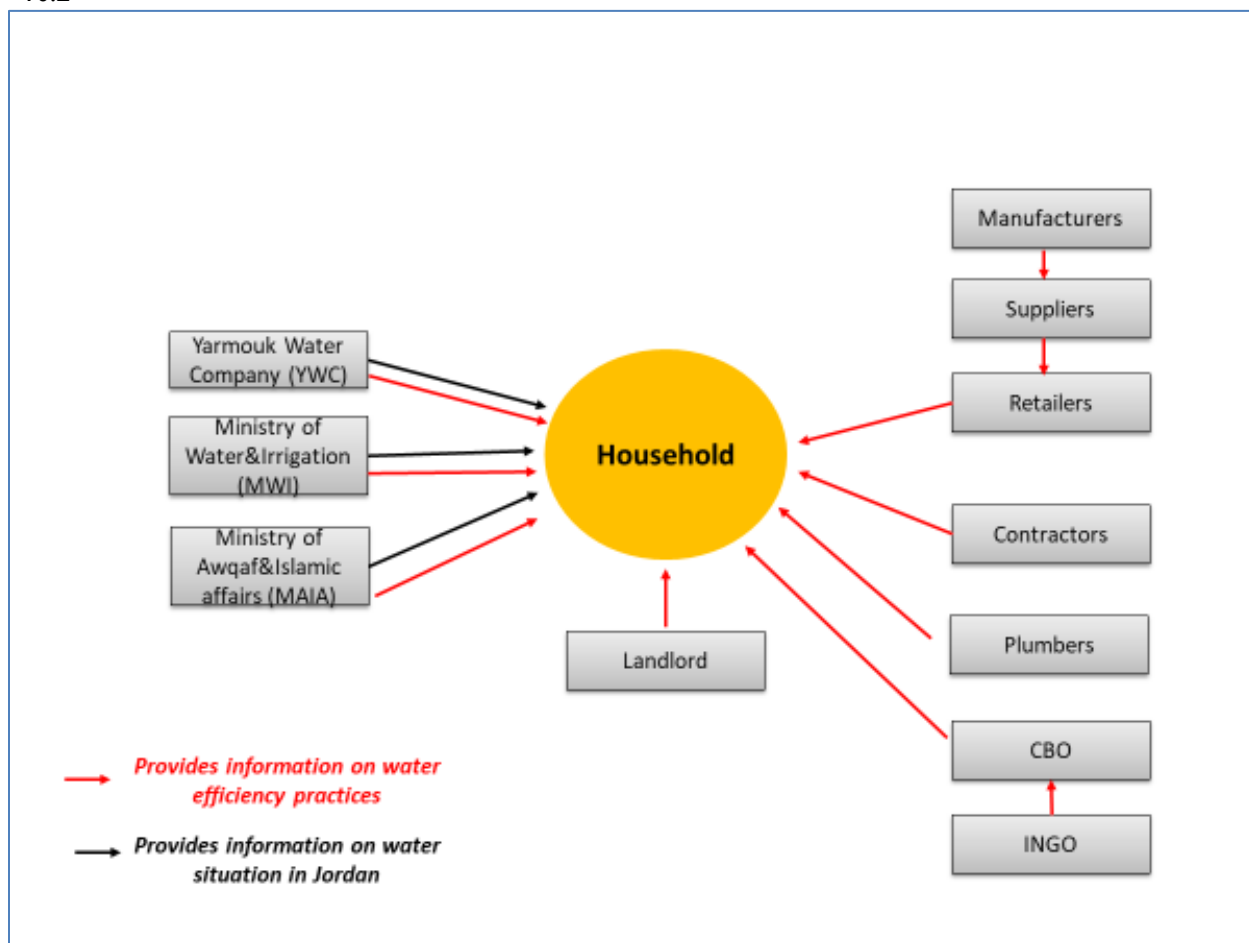 Manufacturers
Suppliers
Yarmouk Water
Company (YWC)
Retailers
Ministry of
Water&Irrigation
(MWI)
Household
Contractors
Ministry of
Awqaf&Islamic
affairs (MAIA)
Plumbers
Landlord
CBO
Provides information on water
efficiency practices
INGO
Provides information on water
situation in Jordan